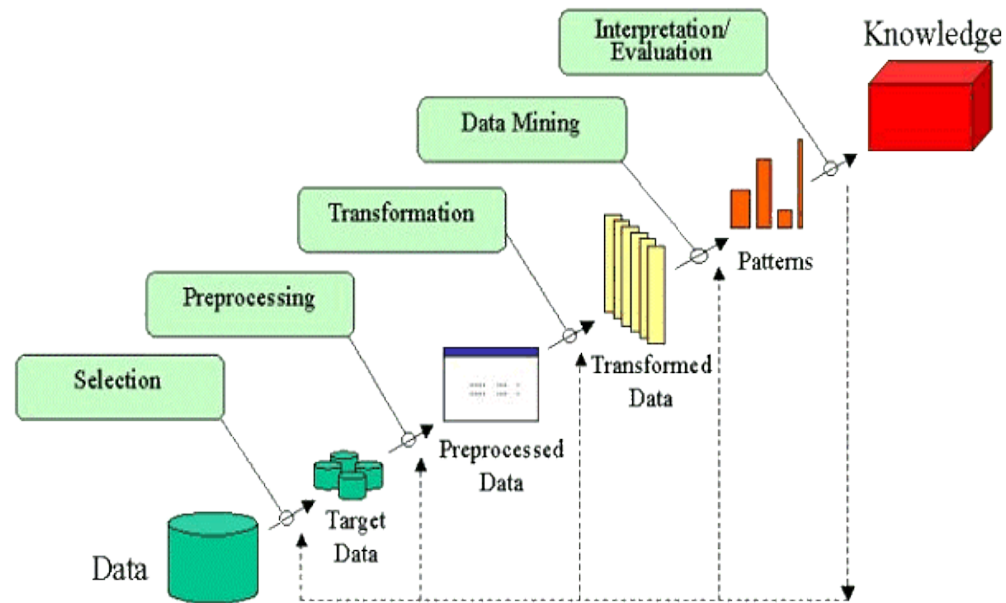 Interpretation/
Evaluation
Knowledge
Data Mining
Transformation
Patterns
Preprocessing
Transformed
Data
Selection
Preprocessed
Data
Target
Data
Data